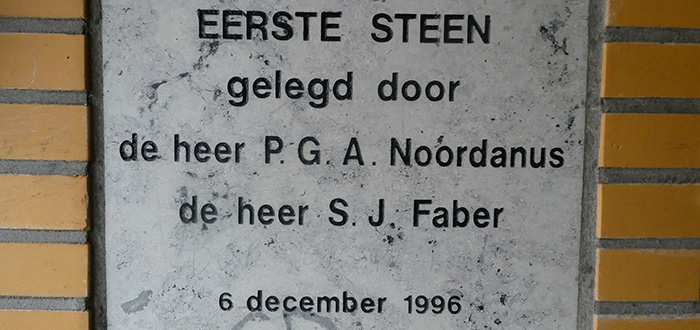 EERSTE STEEN
gelegd door
de heer P. G. A. Noordanus
de heer S. J. Faber
6 december 1996